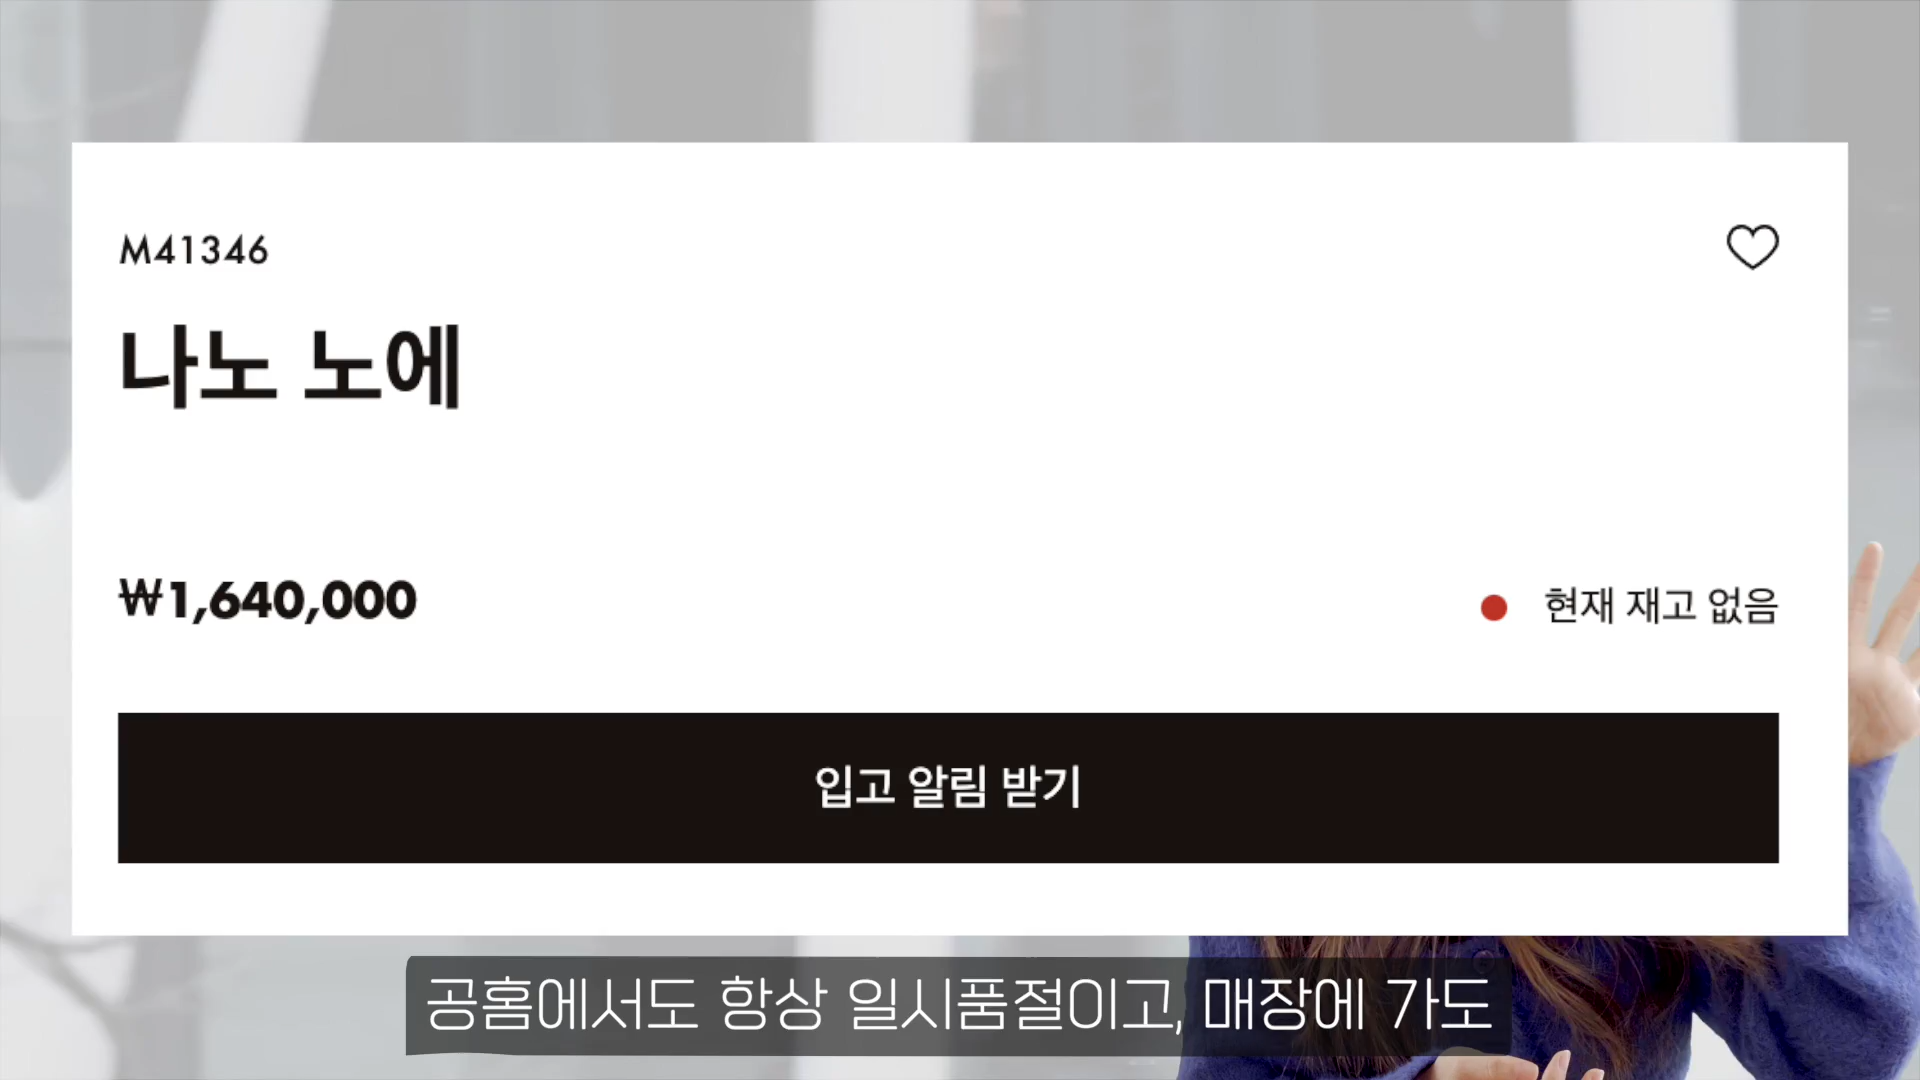 M41346
나노 노에
₩1,640,000
현재 재고 없음
입고 알림 받기
공홈에서도 항상 일시품절이고, 매장에 가도